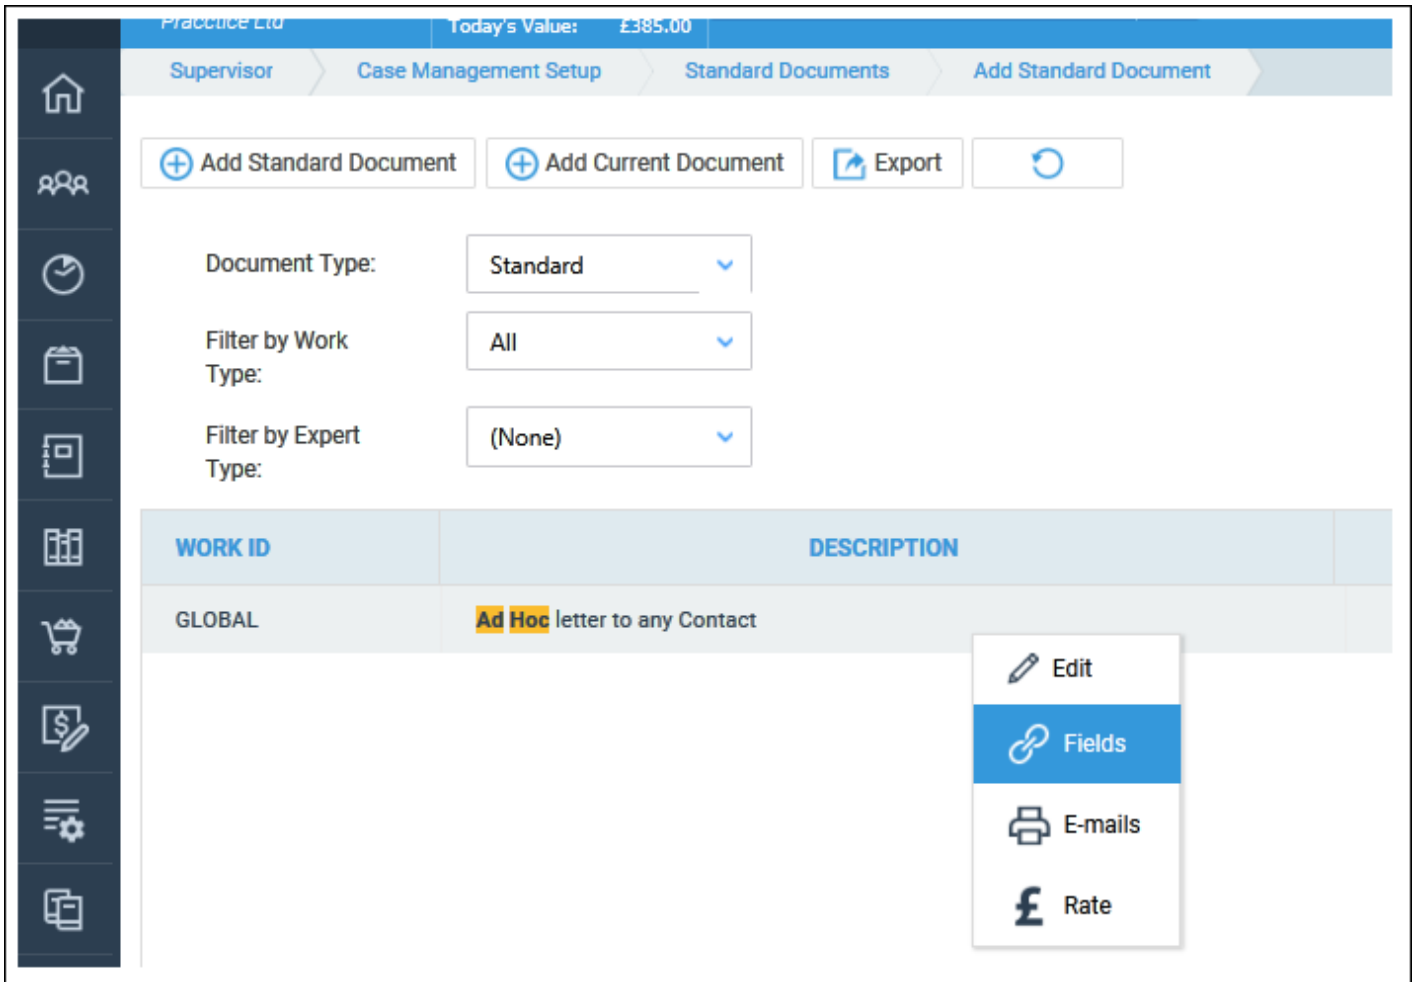 Pracctice Ltd
Today's Value: £385.00
Supervisor Case Management Setup Standard Documents Add Standard Document
Add Standard Document Add Current Document Export
Document Type: Standard
Filter by Work All
Type:
Filter by Expert (None)
Type:
WORK ID DESCRIPTION
GLOBAL Ad Hoc letter to any Contact
Edit
Fields
E-mails
£ Rate